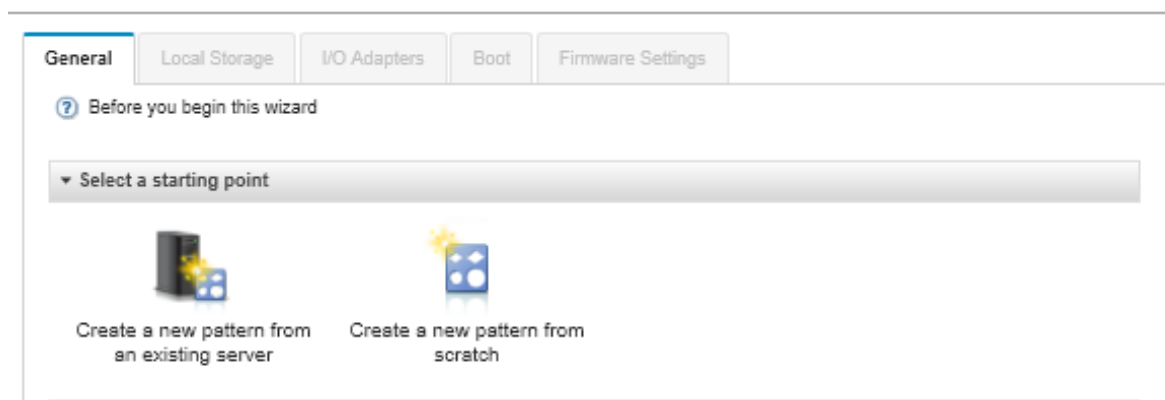 General Local Storage I/O Adapters Boot Firmware Settings
Before you begin this wizard
Select a starting point
Create a new pattern from
an existing server
Create a new pattern from
scratch